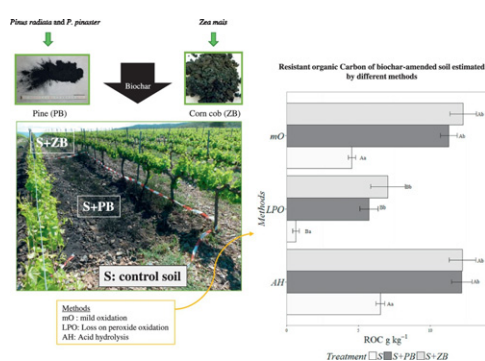 Pinus radiata and P. pinaster
Zea mais
Biochar
Pine (PB)
Corn cob (ZB)
S+ZB
S+PB
S: control soil
Methods
mO : mild oxidation
LPO: Loss on peroxide oxidation
AH: Acid hydrolysis
Resistant organic Carbon of biochar-amended soil estimated
by different methods
Methods
mO
Ab
Ab
Aa
LPO
Bb
Bb
Ba
AH
Ab
Ab
Aa
0
10
ROC g kg⁻¹
Treatment S S+PB S+ZB